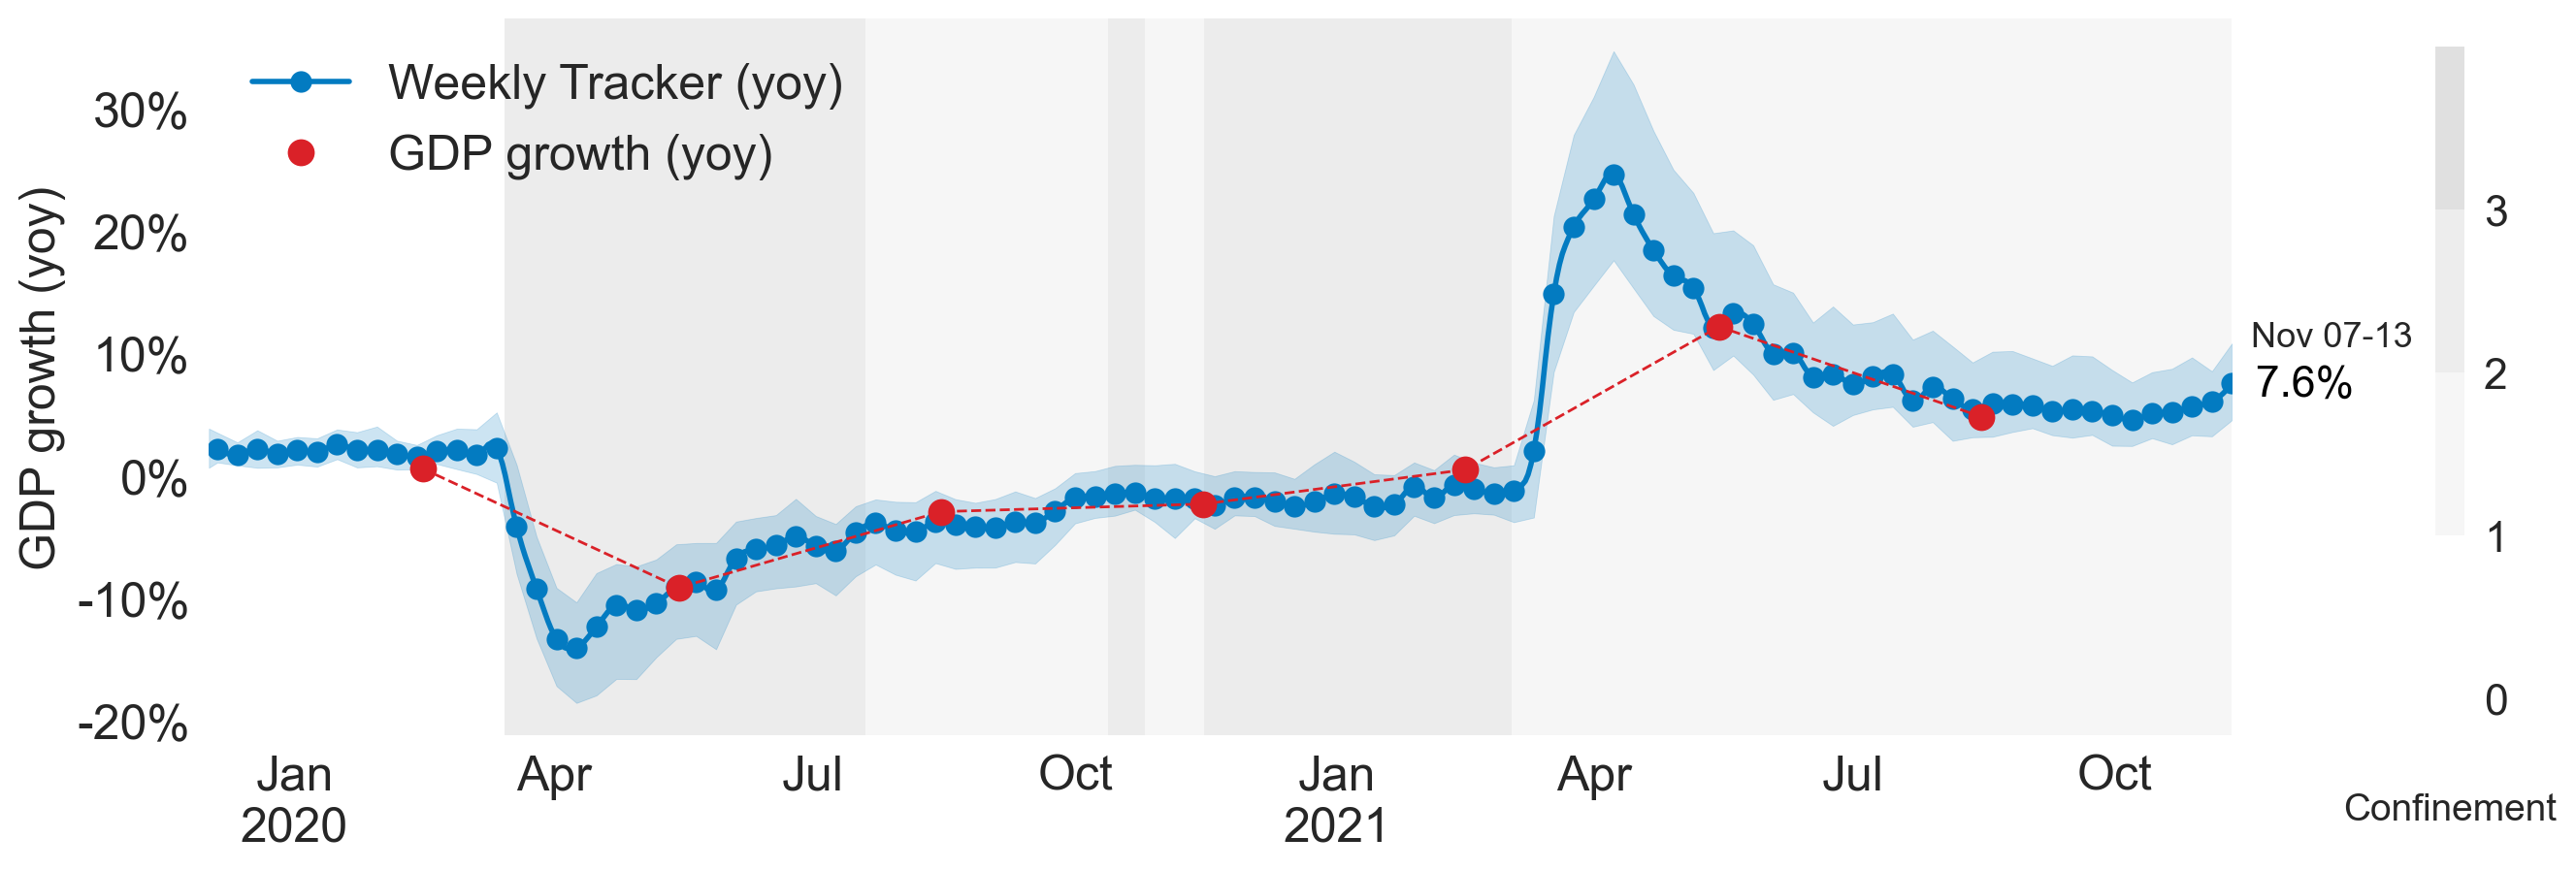 Weekly Tracker (yoy)
GDP growth (yoy)
GDP growth (yoy)
30%
20%
10%
0%
-10%
-20%
Jan
2020
Apr
Jul
Oct
Jan
2021
Apr
Jul
Oct
Nov 07-13
7.6%
3
2
1
0
Confinement